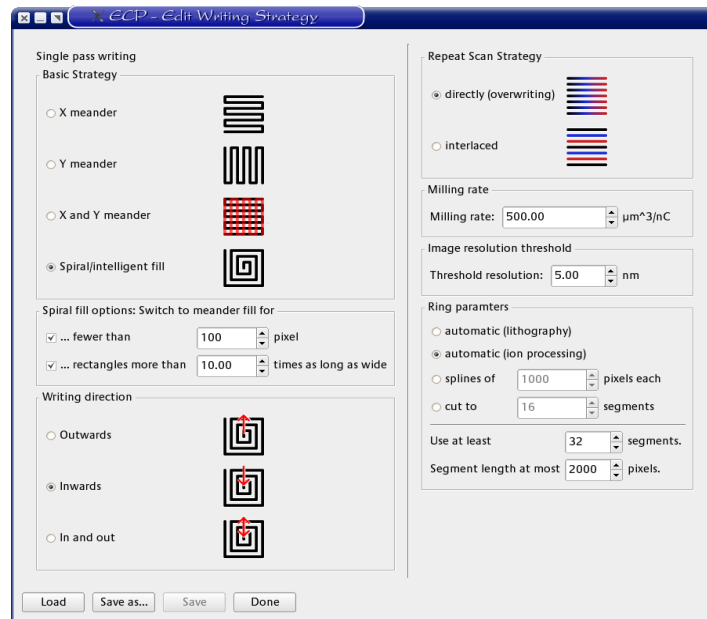 ECP - Edit Writing Strategy
Single pass writing
Basic Strategy
X meander
Y meander
X and Y meander
Spiral/intelligent fill
Spiral fill options: Switch to meander fill for
... fewer than 100 pixel
... rectangles more than 10.00 times as long as wide
Writing direction
Outwards
Inwards
In and out
Repeat Scan Strategy
directly (overwriting)
interlaced
Milling rate
Milling rate: 500.00 µm^3/nC
Image resolution threshold
Threshold resolution: 5.00 nm
Ring paramters
automatic (lithography)
automatic (ion processing)
splines of 1000 pixels each
cut to 16 segments
Use at least 32 segments.
Segment length at most 2000 pixels.
Load Save as... Save Done